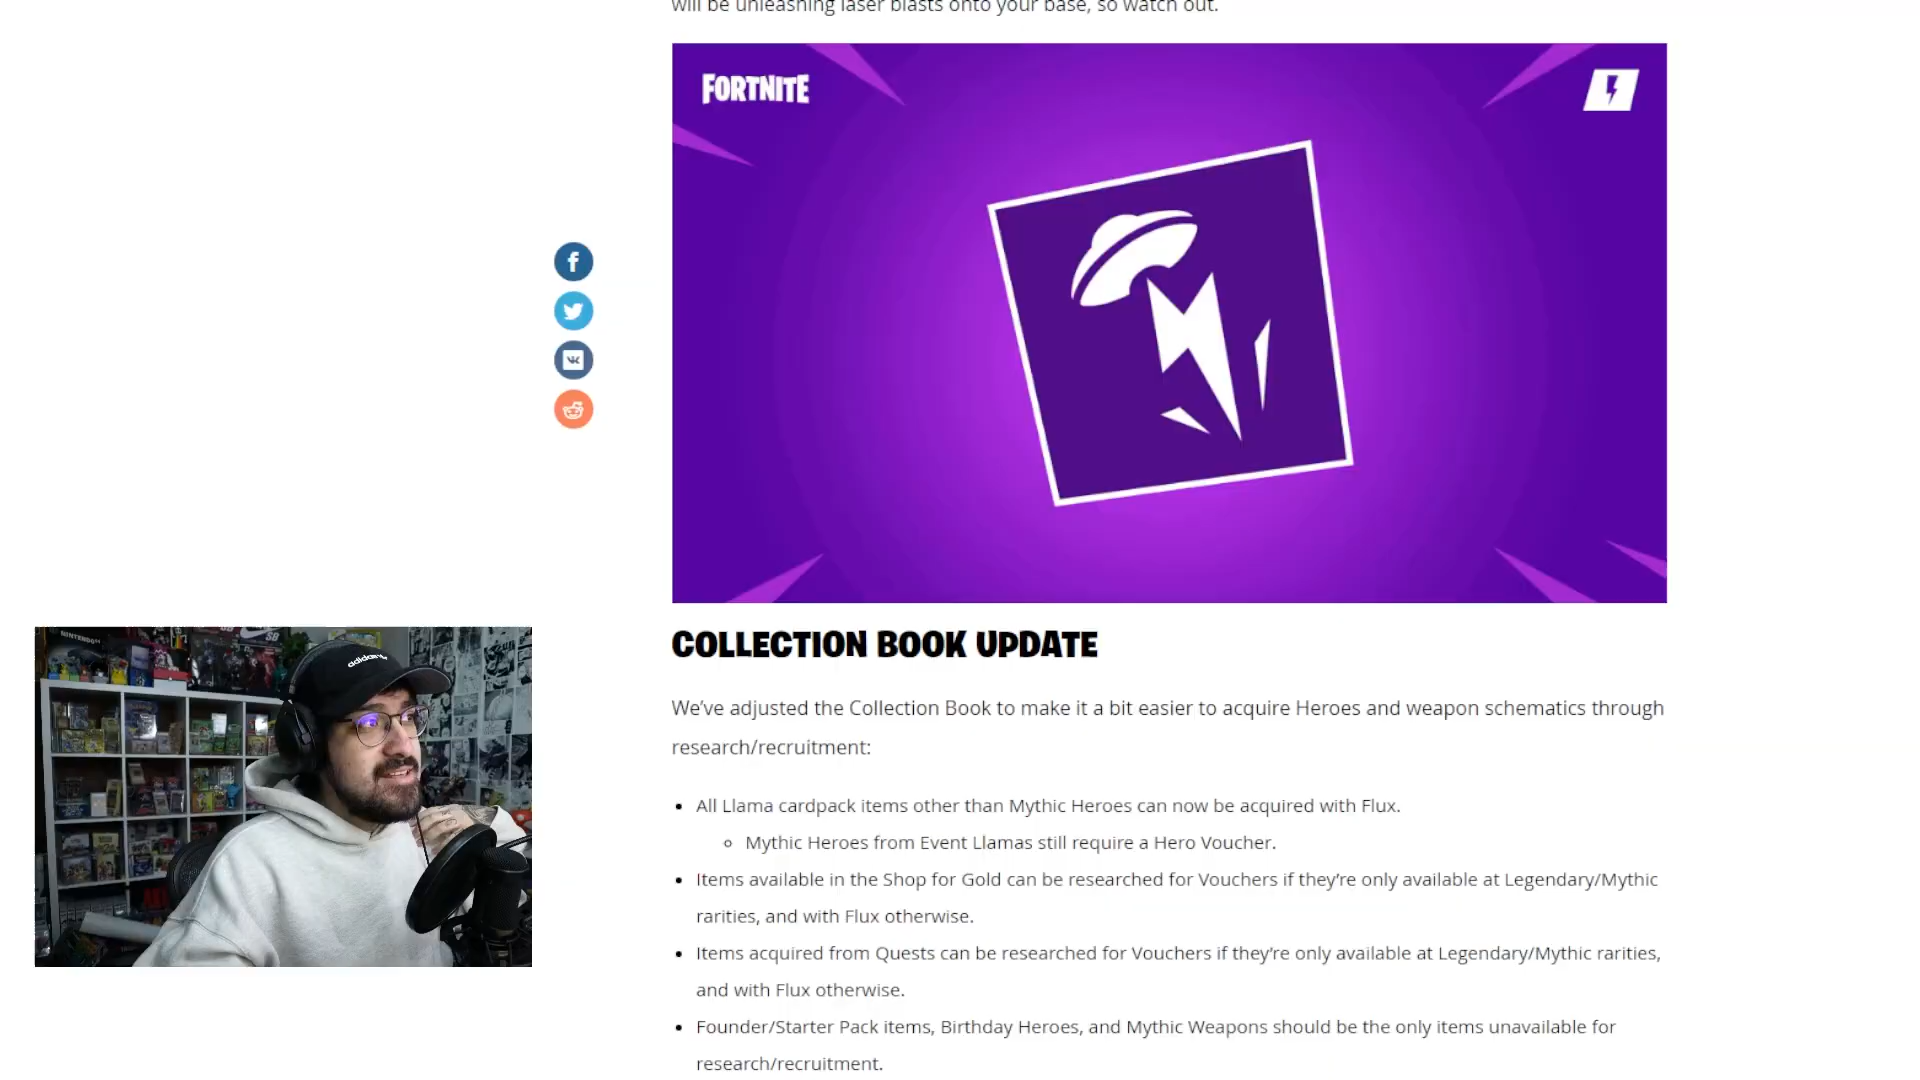 will be unleashing laser blasts onto your base, so watch out.
FORTNITE
COLLECTION BOOK UPDATE
We've adjusted the Collection Book to make it a bit easier to acquire Heroes and weapon schematics through
research/recruitment:
All Llama cardpack items other than Mythic Heroes can now be acquired with Flux.
Mythic Heroes from Event Llamas still require a Hero Voucher.
Items available in the Shop for Gold can be researched for Vouchers if they're only available at Legendary/Mythic
rarities, and with Flux otherwise.
Items acquired from Quests can be researched for Vouchers if they're only available at Legendary/Mythic rarities,
and with Flux otherwise.
Founder/Starter Pack items, Birthday Heroes, and Mythic Weapons should be the only items unavailable for
research/recruitment.
NINTENDO
SB
adidas